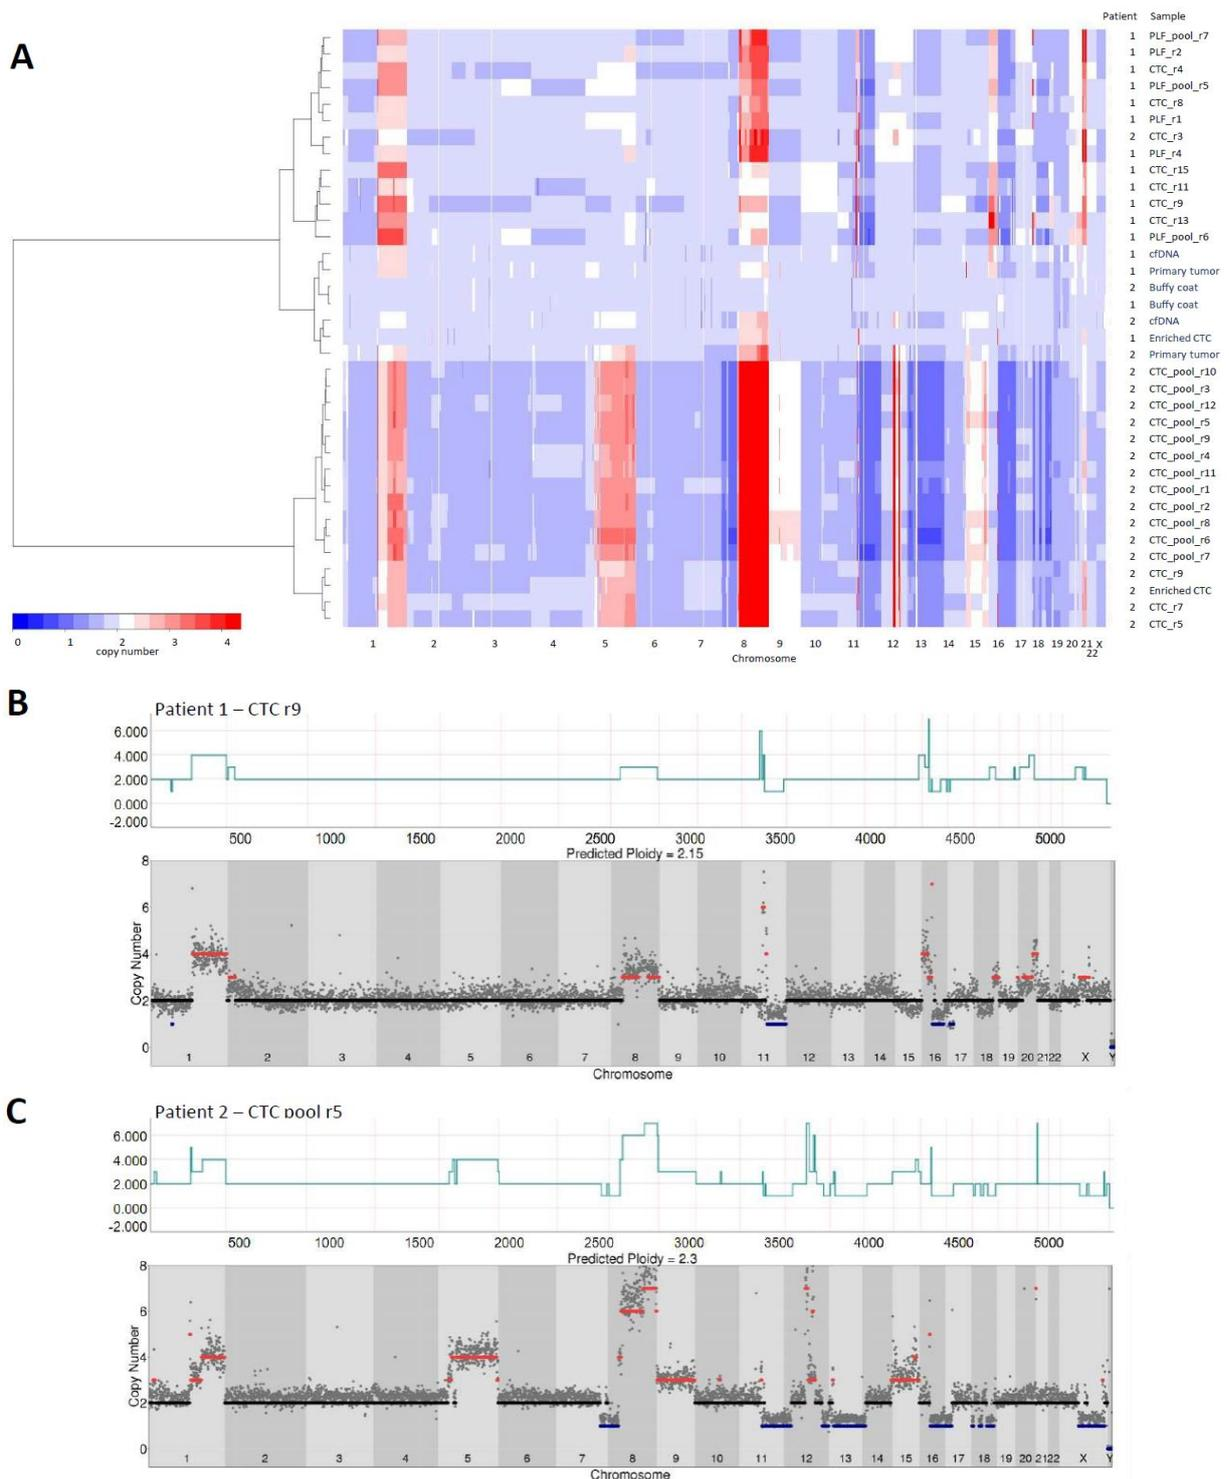 A
Patient Sample
1 PLF_pool_r7
1 PLF_r2
1 CTC_r4
1 PLF_pool_r5
1 CTC_r8
1 PLF_r1
2 CTC_r3
1 PLF_r4
1 CTC_r15
1 CTC_r11
1 CTC_r9
1 CTC_r13
1 PLF_pool_r6
1 cfDNA
1 Primary tumor
2 Buffy coat
1 Buffy coat
2 cfDNA
1 Enriched CTC
2 Primary tumor
2 CTC_pool_r10
2 CTC_pool_r3
2 CTC_pool_r12
2 CTC_pool_r5
2 CTC_pool_r9
2 CTC_pool_r4
2 CTC_pool_r11
2 CTC_pool_r1
2 CTC_pool_r2
2 CTC_pool_r8
2 CTC_pool_r6
2 CTC_pool_r7
2 CTC_r9
2 Enriched CTC
2 CTC_r7
2 CTC_r5
0 1 2 3 4
copy number
1 2 3 4 5 6 7 8 9 10 11 12 13 14 15 16 17 18 19 20 21 X
22
Chromosome
B
Patient 1 – CTC r9
6.000
4.000
2.000
0.000
-2.000
500 1000 1500 2000 2500 3000 3500 4000 4500 5000
Predicted Ploidy = 2.15
8
6
4
2
0
Copy Number
1 2 3 4 5 6 7 8 9 10 11 12 13 14 15 16 17 18 19 20 2122 X Y
Chromosome
C
Patient 2 – CTC pool r5
6.000
4.000
2.000
0.000
-2.000
500 1000 1500 2000 2500 3000 3500 4000 4500 5000
Predicted Ploidy = 2.3
8
6
4
2
0
Copy Number
1 2 3 4 5 6 7 8 9 10 11 12 13 14 15 16 17 18 19 20 2122 X Y
Chromosome